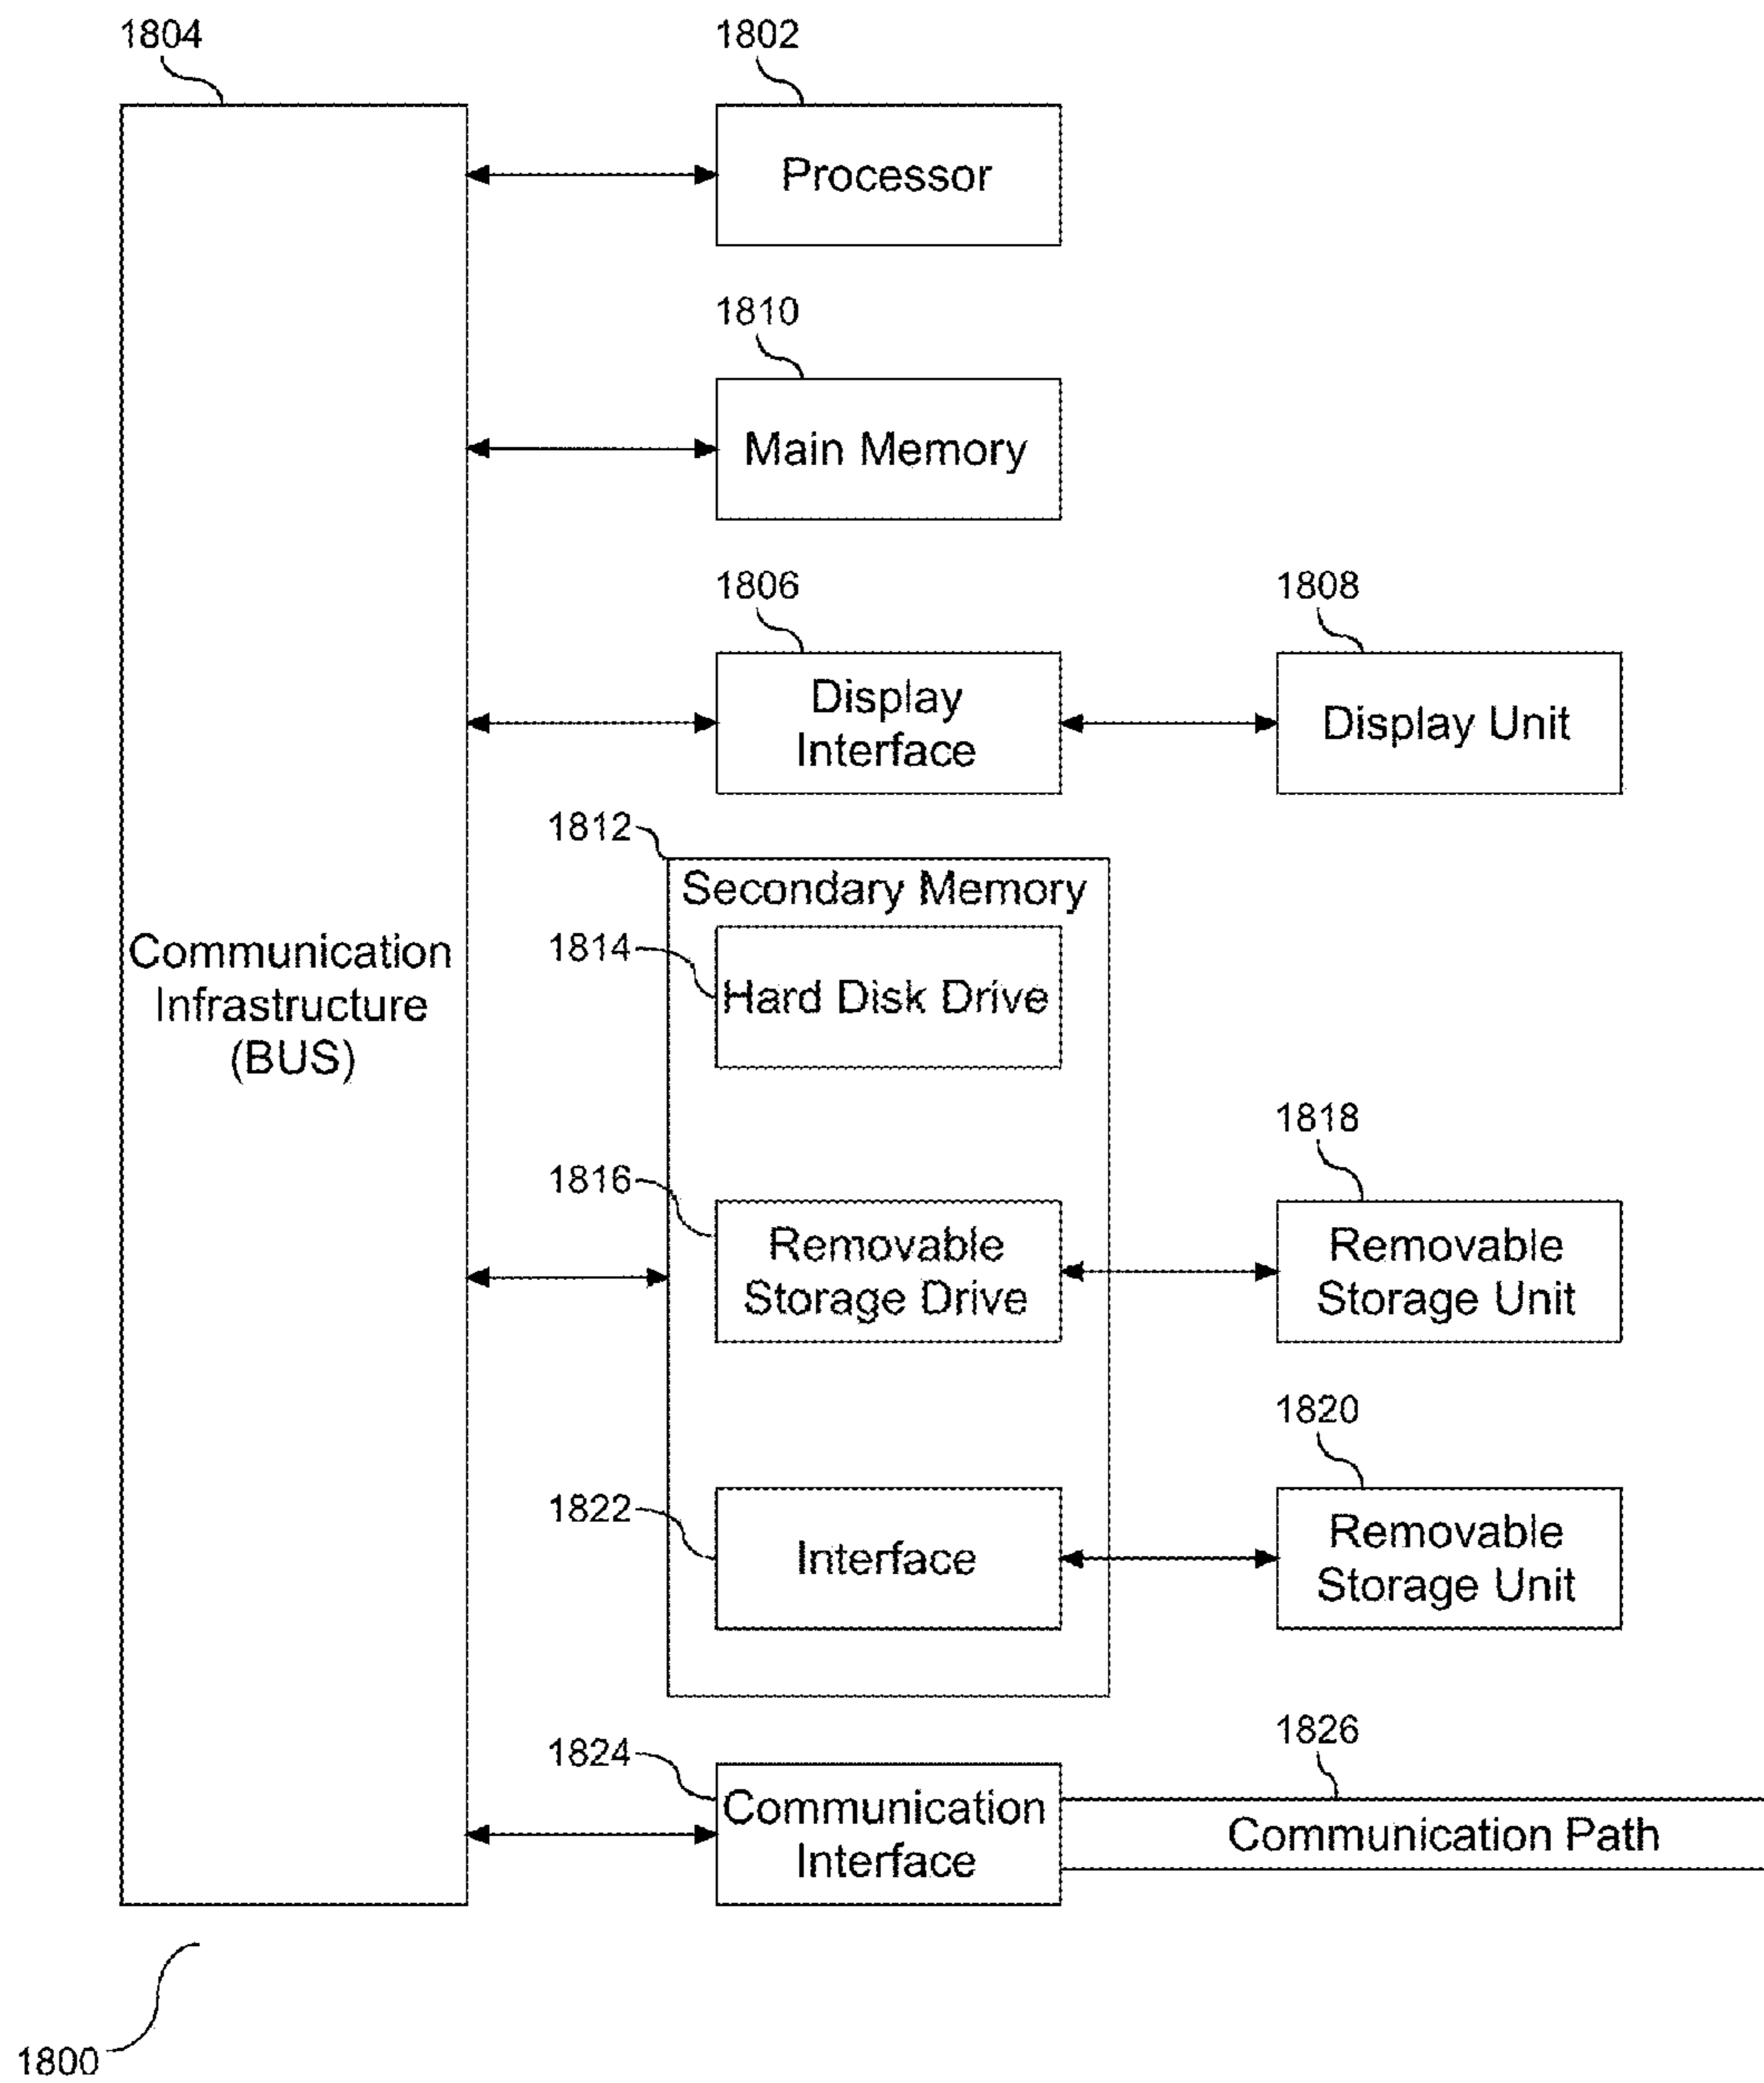 1804
1802
Processor
1810
Main Memory
1806
1808
Display
Interface
Display Unit
1812
Secondary Memory
1814
Hard Disk Drive
Communication
Infrastructure
(BUS)
1818
1816
Removable
Storage Drive
Removable
Storage Unit
1820
1822
Interface
Removable
Storage Unit
1826
1824
Communication
Interface
Communication Path
1800